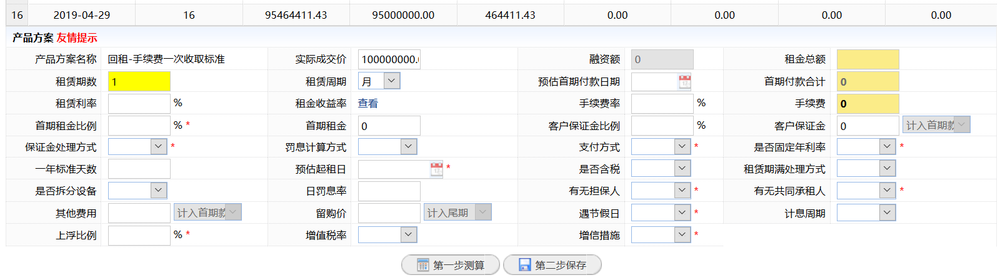 16 2019-04-29 16 95464411.43 95000000.00 464411.43 0.00 0.00 0.00 0.00
产品方案 友情提示
产品方案名称 回租-手续费一次收取标准 实际成交价 100000000. 融资额 0 租金总额
租赁期数 1 租赁周期 月 预估首期付款日期 首期付款合计 0
租赁利率 % 租金收益率 查看 手续费率 % 手续费 0
首期租金比例 % * 首期租金 0 客户保证金比例 % 客户保证金 0 计入首期款
保证金处理方式 * 罚息计算方式 支付方式 * 是否固定年利率 *
一年标准天数 预估起租日 * 是否含税 租赁期满处理方式
是否拆分设备 日罚息率 有无担保人 * 有无共同承租人 *
其他费用 计入首期款 留购价 计入尾期 遇节假日 * 计息周期
上浮比例 % * 增值税率 增信措施 *
第一步测算 第二步保存